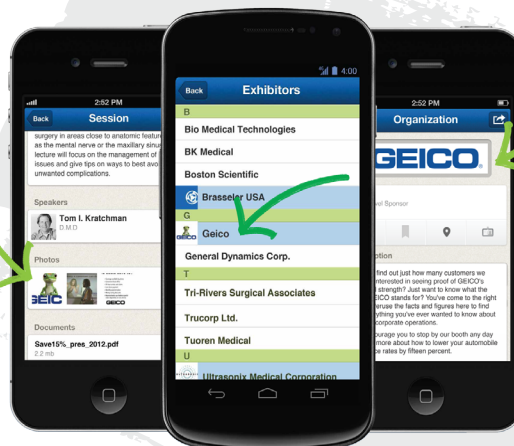 2:52 PM
Back
Session
surgery in areas close to anatomic featur
as the mental nerve or the maxillary sinu
lecture will focus on the management of
issues and give tips on ways to best avo
unwanted complications.
Speakers
Tom I. Kratchman
D.M.D
Photos
GEIC
GEICO
Documents
Save15%_pres_2012.pdf
2.2 mb
4:00
Back
Exhibitors
B
Bio Medical Technologies
BK Medical
Boston Scientific
Brasseler USA
G
GEICO
Geico
General Dynamics Corp.
T
Tri-Rivers Surgical Associates
Trucorp Ltd.
Tuoren Medical
U
Ultrasonix Medical Corporation
2:52 PM
Organization
GEICO
vel Sponsor
ption
find out just how many customers we
nterested in seeing proof of GEICO's
l strength? Just want to know what the
EICO stands for? You've come to the right
eruse the facts and figures here to find
ything you've ever wanted to know about
corporate operations.
ourage you to stop by our booth any day
more about how to lower your automobile
ce rates by fifteen percent.